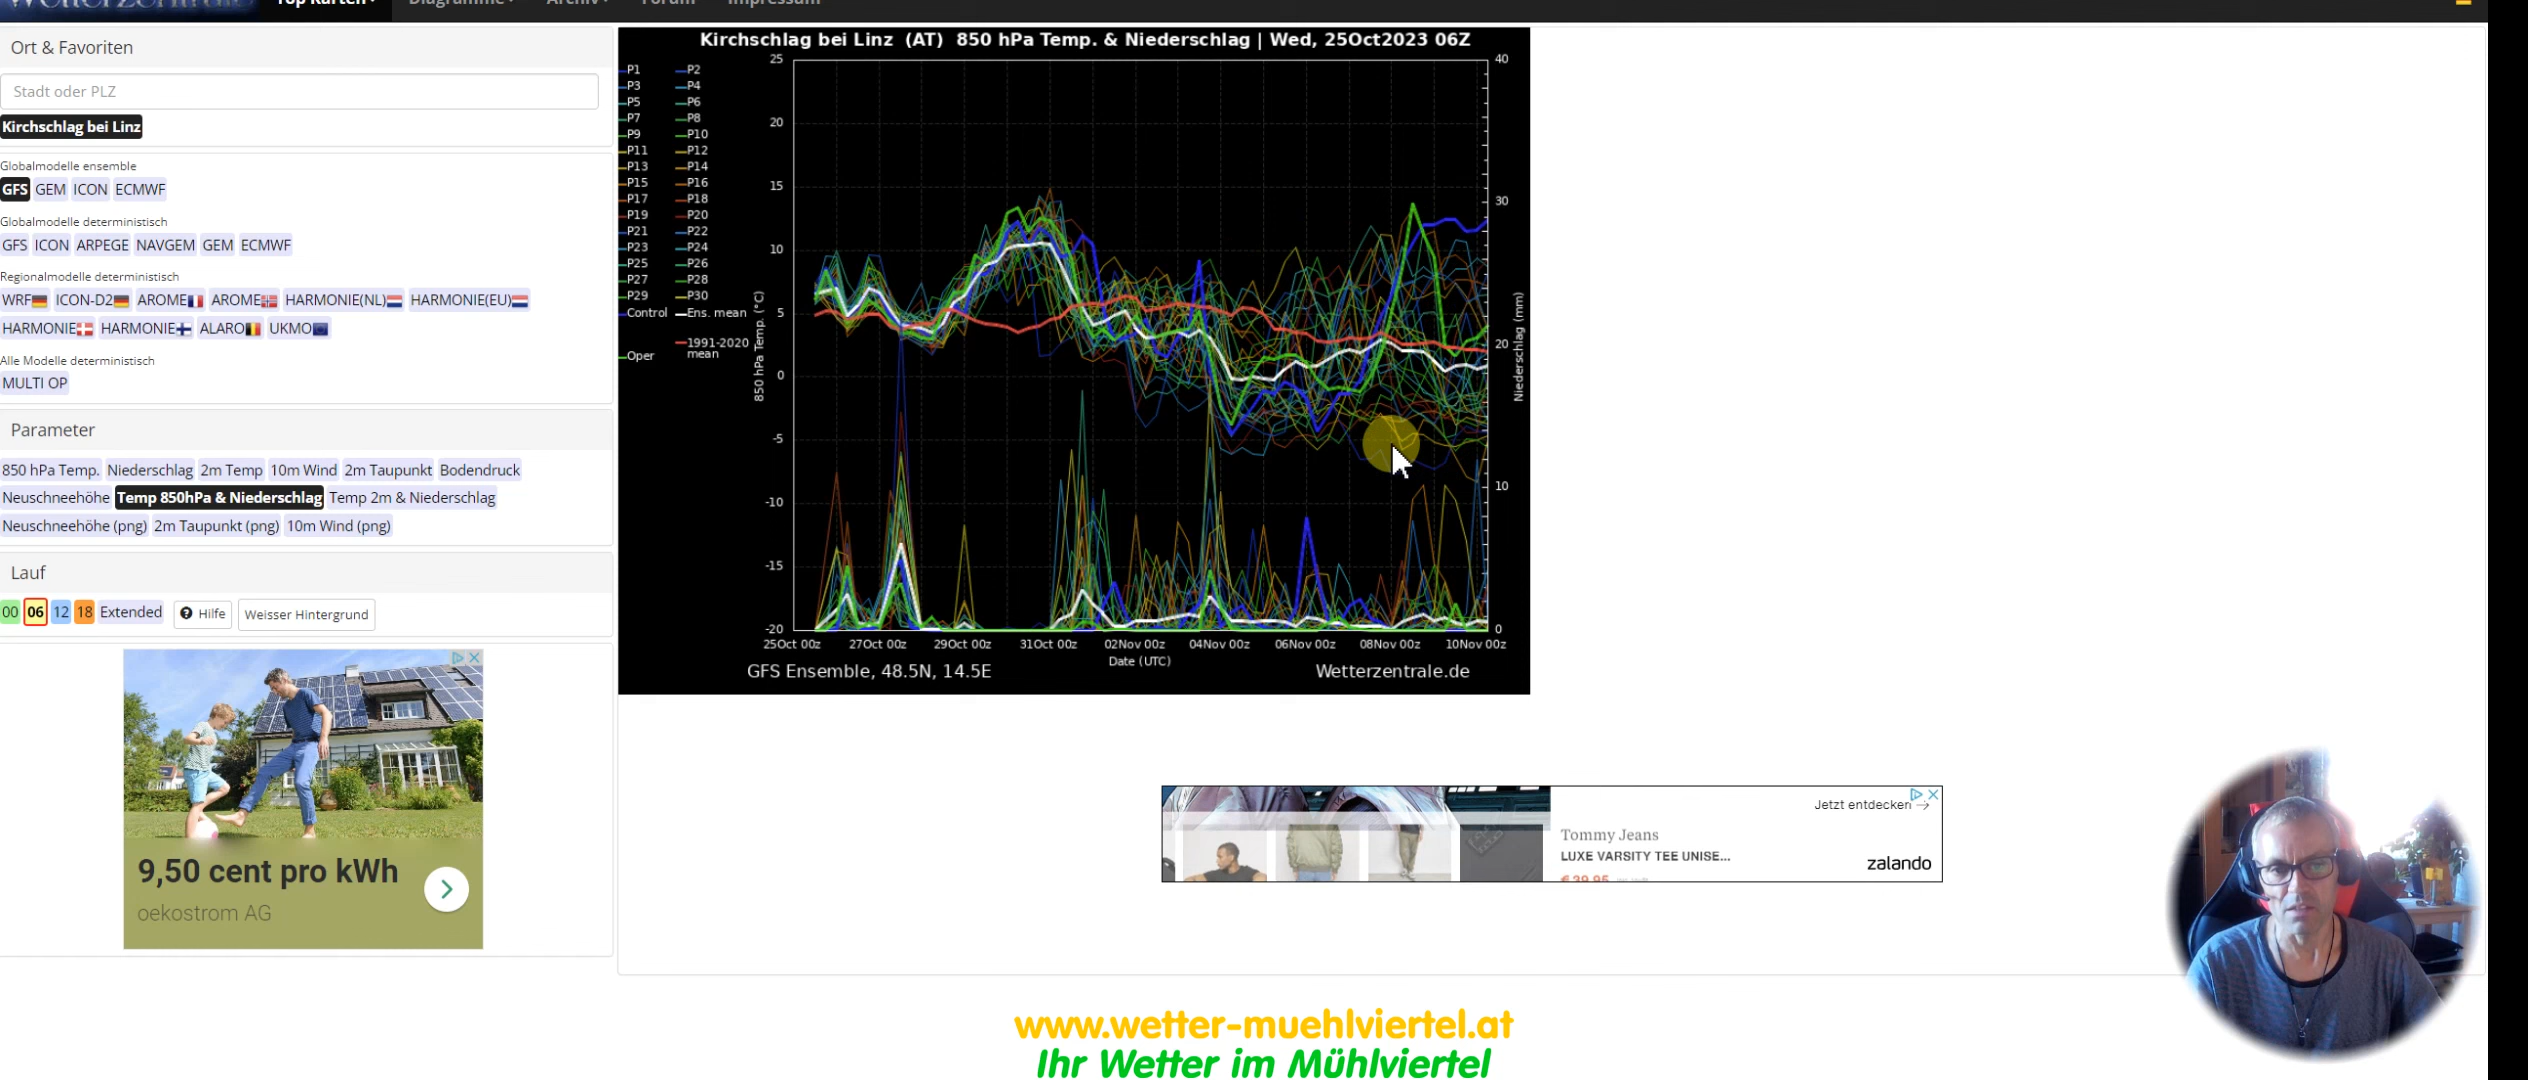 Wetterzentrale Top Karten Diagramme Archiv Forum Impressum
Ort & Favoriten
Stadt oder PLZ
Kirchschlag bei Linz
Globalmodelle ensemble
GFS GEM ICON ECMWF
Globalmodelle deterministisch
GFS ICON ARPEGE NAVGEM GEM ECMWF
Regionalmodelle deterministisch
WRF ICON-D2 AROME AROME HARMONIE(NL) HARMONIE(EU)
HARMONIE HARMONIE ALARO UKMO
Alle Modelle deterministisch
MULTI OP
Parameter
850 hPa Temp. Niederschlag 2m Temp 10m Wind 2m Taupunkt Bodendruck
Neuschneehöhe Temp 850hPa & Niederschlag Temp 2m & Niederschlag
Neuschneehöhe (png) 2m Taupunkt (png) 10m Wind (png)
Lauf
00 06 12 18 Extended Hilfe Weisser Hintergrund
9,50 cent pro kWh
oekostrom AG
Kirchschlag bei Linz (AT) 850 hPa Temp. & Niederschlag | Wed, 25Oct2023 06Z
P1 P2
P3 P4
P5 P6
P7 P8
P9 P10
P11 P12
P13 P14
P15 P16
P17 P18
P19 P20
P21 P22
P23 P24
P25 P26
P27 P28
P29 P30
Control Ens. mean
Oper 1991-2020
mean
850 hPa Temp. (°C)
25
20
15
10
5
0
-5
-10
-15
-20
40
30
20
10
0
Niederschlag (mm)
25Oct 00z 27Oct 00z 29Oct 00z 31Oct 00z 02Nov 00z 04Nov 00z 06Nov 00z 08Nov 00z 10Nov 00z
Date (UTC)
GFS Ensemble, 48.5N, 14.5E Wetterzentrale.de
Jetzt entdecken →
Tommy Jeans
LUXE VARSITY TEE UNISE...
zalando
€ 39,95
www.wetter-muehlviertel.at
Ihr Wetter im Mühlviertel